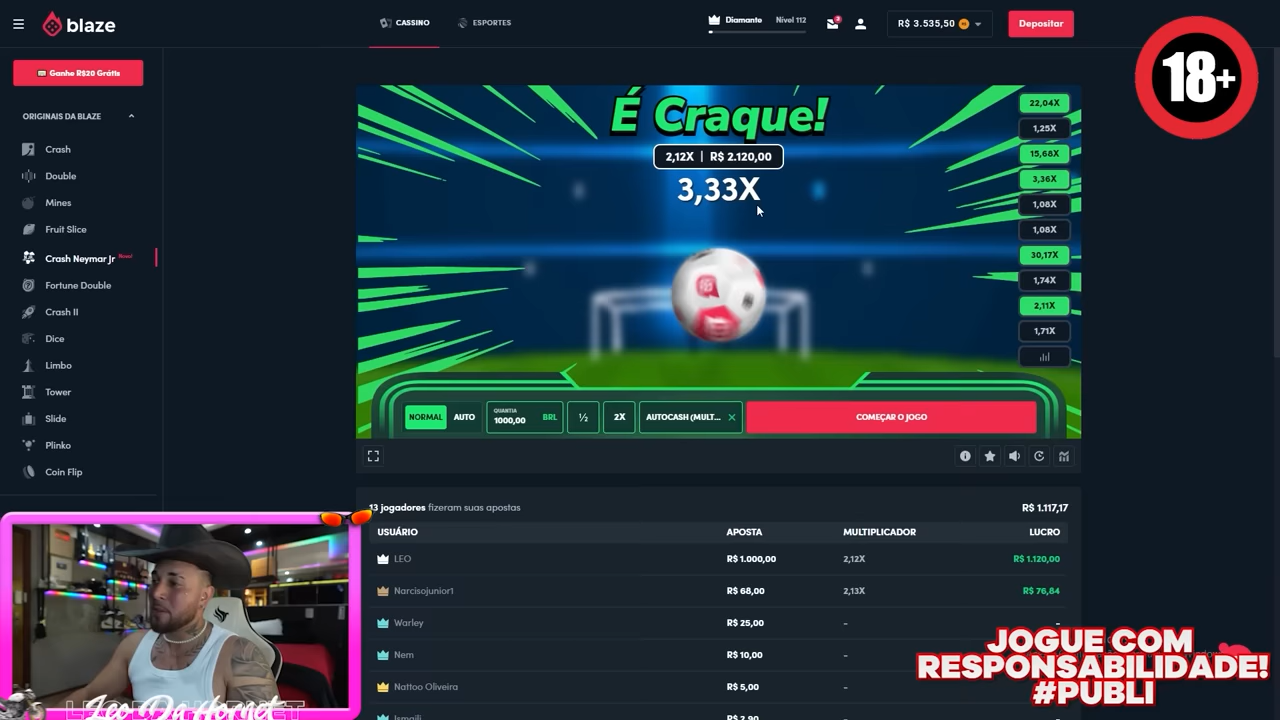 blaze
CASSINO
ESPORTES
Diamante
Nível 112
R$ 3.535,50
Depositar
18+
Ganhe R$20 Grátis
ORIGINAIS DA BLAZE
Crash
Double
Mines
Fruit Slice
Crash Neymar Jr Novo!
Fortune Double
Crash II
Dice
Limbo
Tower
Slide
Plinko
Coin Flip
É Craque!
2,12X | R$ 2.120,00
3,33X
22,04X
1,25X
15,68X
3,36X
1,08X
1,08X
30,17X
1,74X
2,11X
1,71X
NORMAL
AUTO
QUANTIA
1000,00
BRL
½
2X
AUTOCASH (MULT...
COMEÇAR O JOGO
13 jogadores fizeram suas apostas
R$ 1.117,17
USUÁRIO APOSTA MULTIPLICADOR LUCRO
LEO R$ 1.000,00 2,12X R$ 1.120,00
Narcisojunior1 R$ 68,00 2,13X R$ 76,84
Warley R$ 25,00 - -
Nem R$ 10,00 -
Nattoo Oliveira R$ 5,00 -
R$ 2,90
Leo Da Hornet
JOGUE COM
RESPONSABILIDADE!
#PUBLI